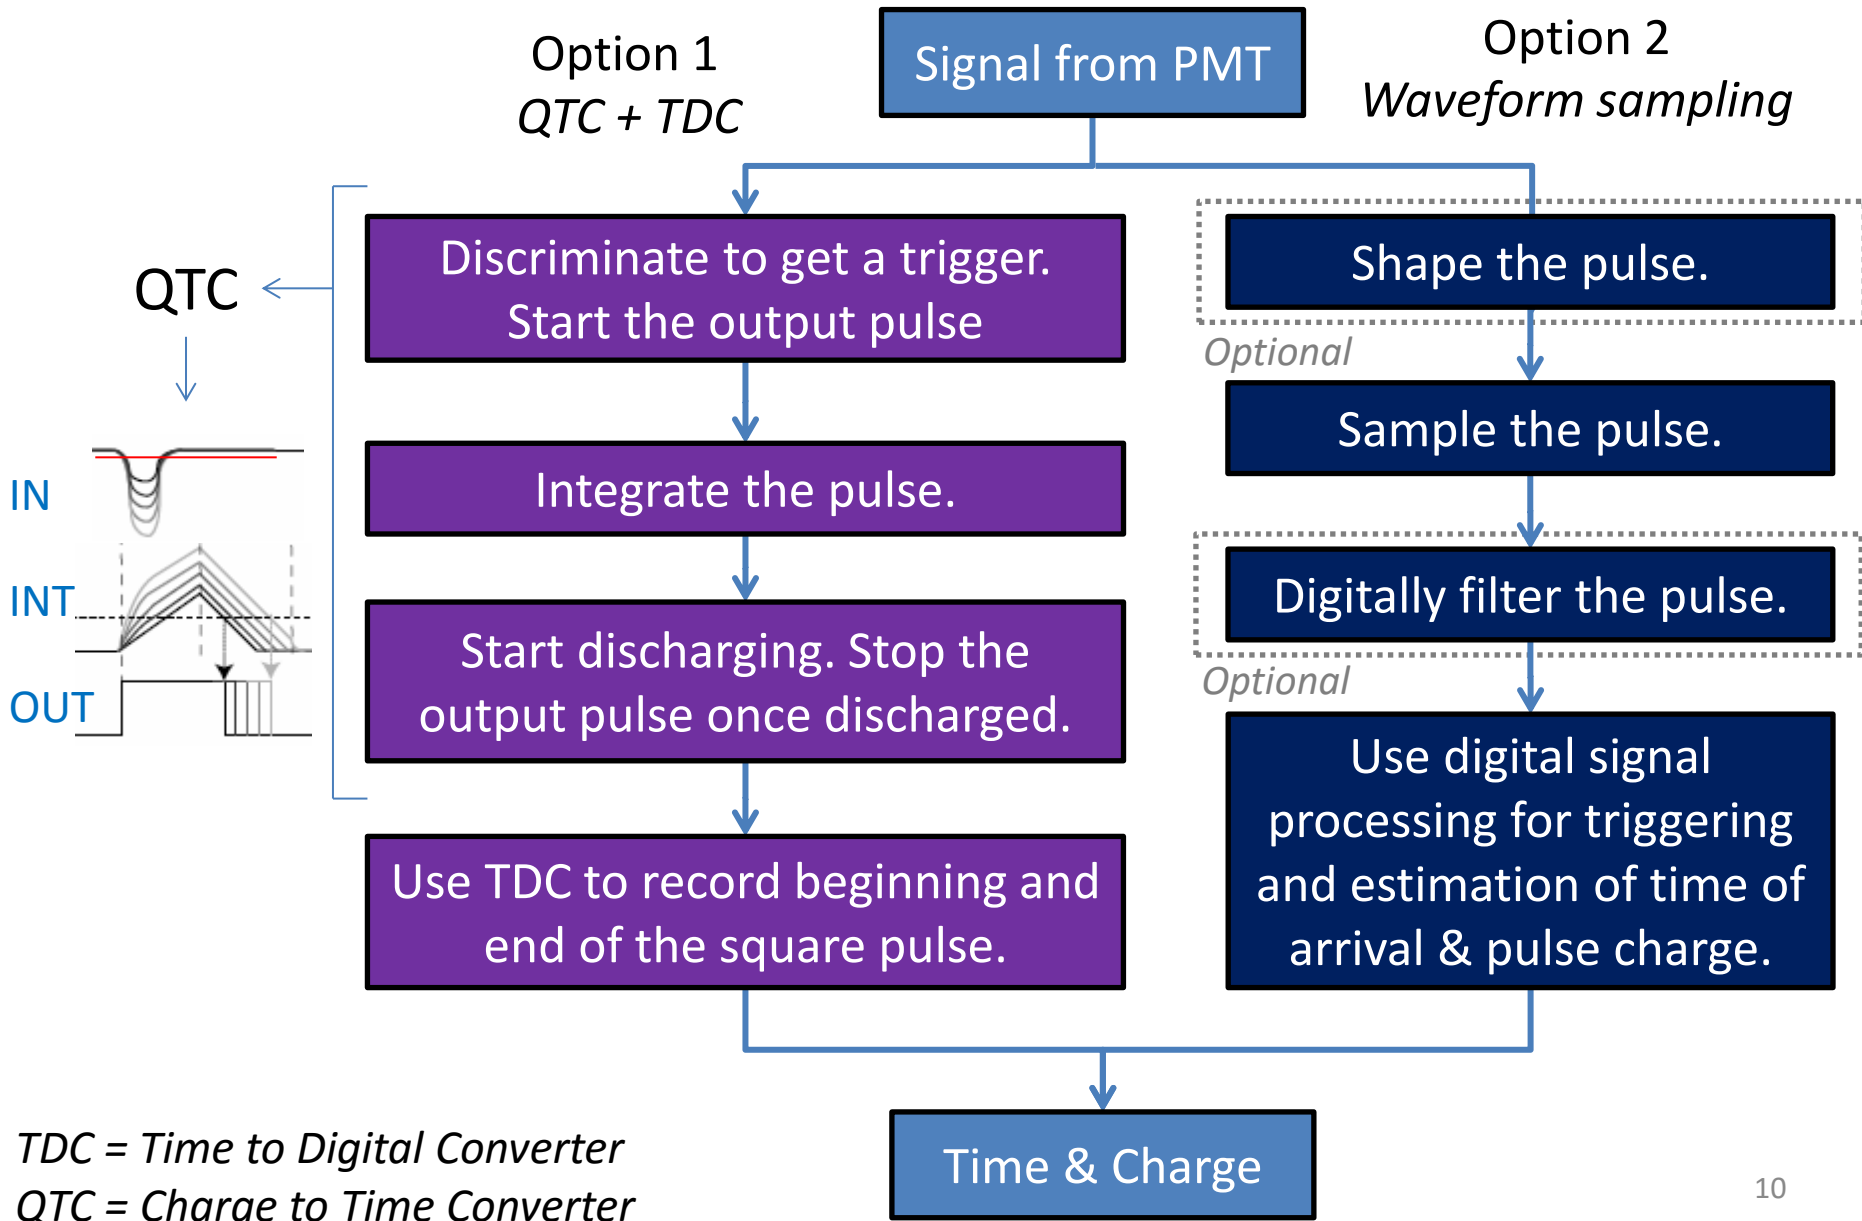 Option 1
QTC + TDC
Signal from PMT
Option 2
Waveform sampling
QTC
IN
INT
OUT
Discriminate to get a trigger.
Start the output pulse
Integrate the pulse.
Start discharging. Stop the
output pulse once discharged.
Use TDC to record beginning and
end of the square pulse.
Shape the pulse.
Optional
Sample the pulse.
Digitally filter the pulse.
Optional
Use digital signal
processing for triggering
and estimation of time of
arrival & pulse charge.
Time & Charge
TDC = Time to Digital Converter
QTC = Charge to Time Converter
10